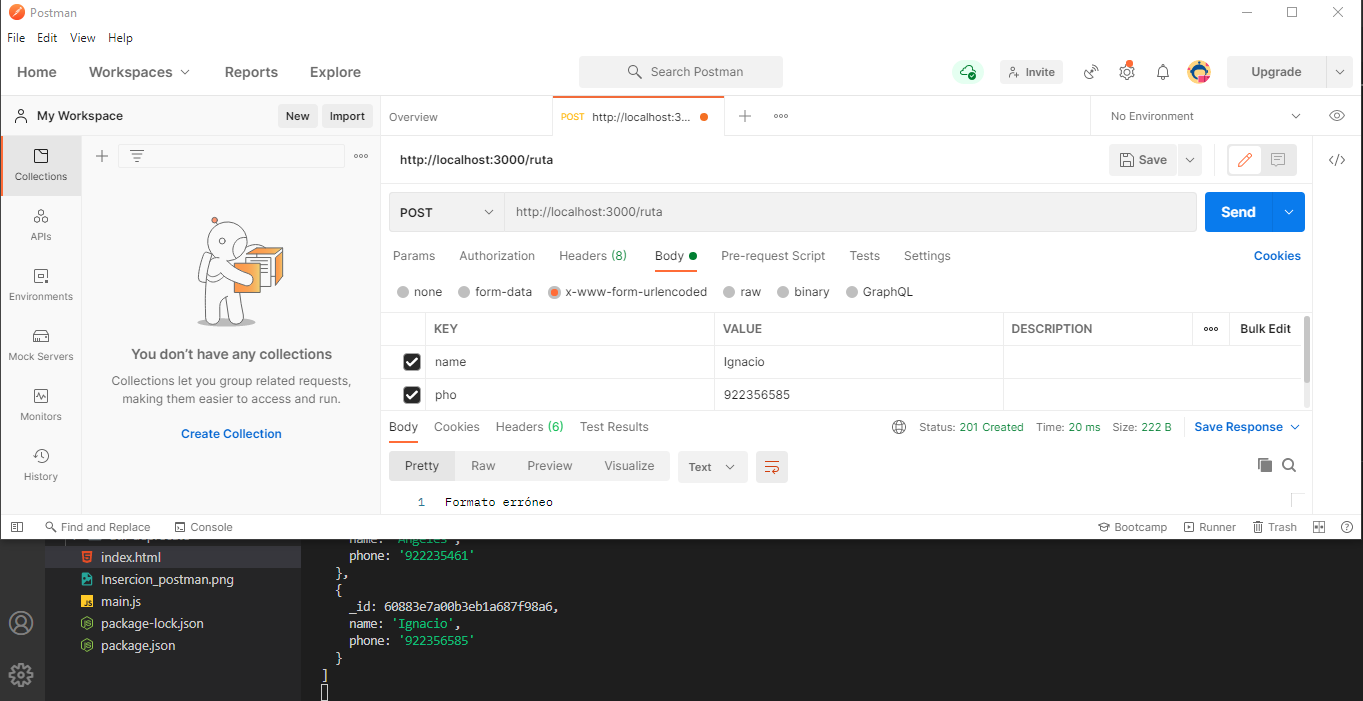 Postman
File Edit View Help
Home Workspaces Reports Explore Search Postman Invite Upgrade
My Workspace New Import Overview POST http://localhost:3... No Environment
Collections
APIs
Environments
Mock Servers
Monitors
History
You don't have any collections
Collections let you group related requests,
making them easier to access and run.
Create Collection
http://localhost:3000/ruta Save </>
POST http://localhost:3000/ruta Send
Params Authorization Headers (8) Body Pre-request Script Tests Settings Cookies
none form-data x-www-form-urlencoded raw binary GraphQL
KEY VALUE DESCRIPTION Bulk Edit
name Ignacio
pho 922356585
Body Cookies Headers (6) Test Results Status: 201 Created Time: 20 ms Size: 222 B Save Response
Pretty Raw Preview Visualize Text
1 Formato erróneo
Find and Replace Console Bootcamp Runner Trash
index.html
Insercion_postman.png
main.js
package-lock.json
package.json
name: 'Angeles',
phone: '922235461'
},
{
_id: 60883e7a00b3eb1a687f98a6,
name: 'Ignacio',
phone: '922356585'
}
]